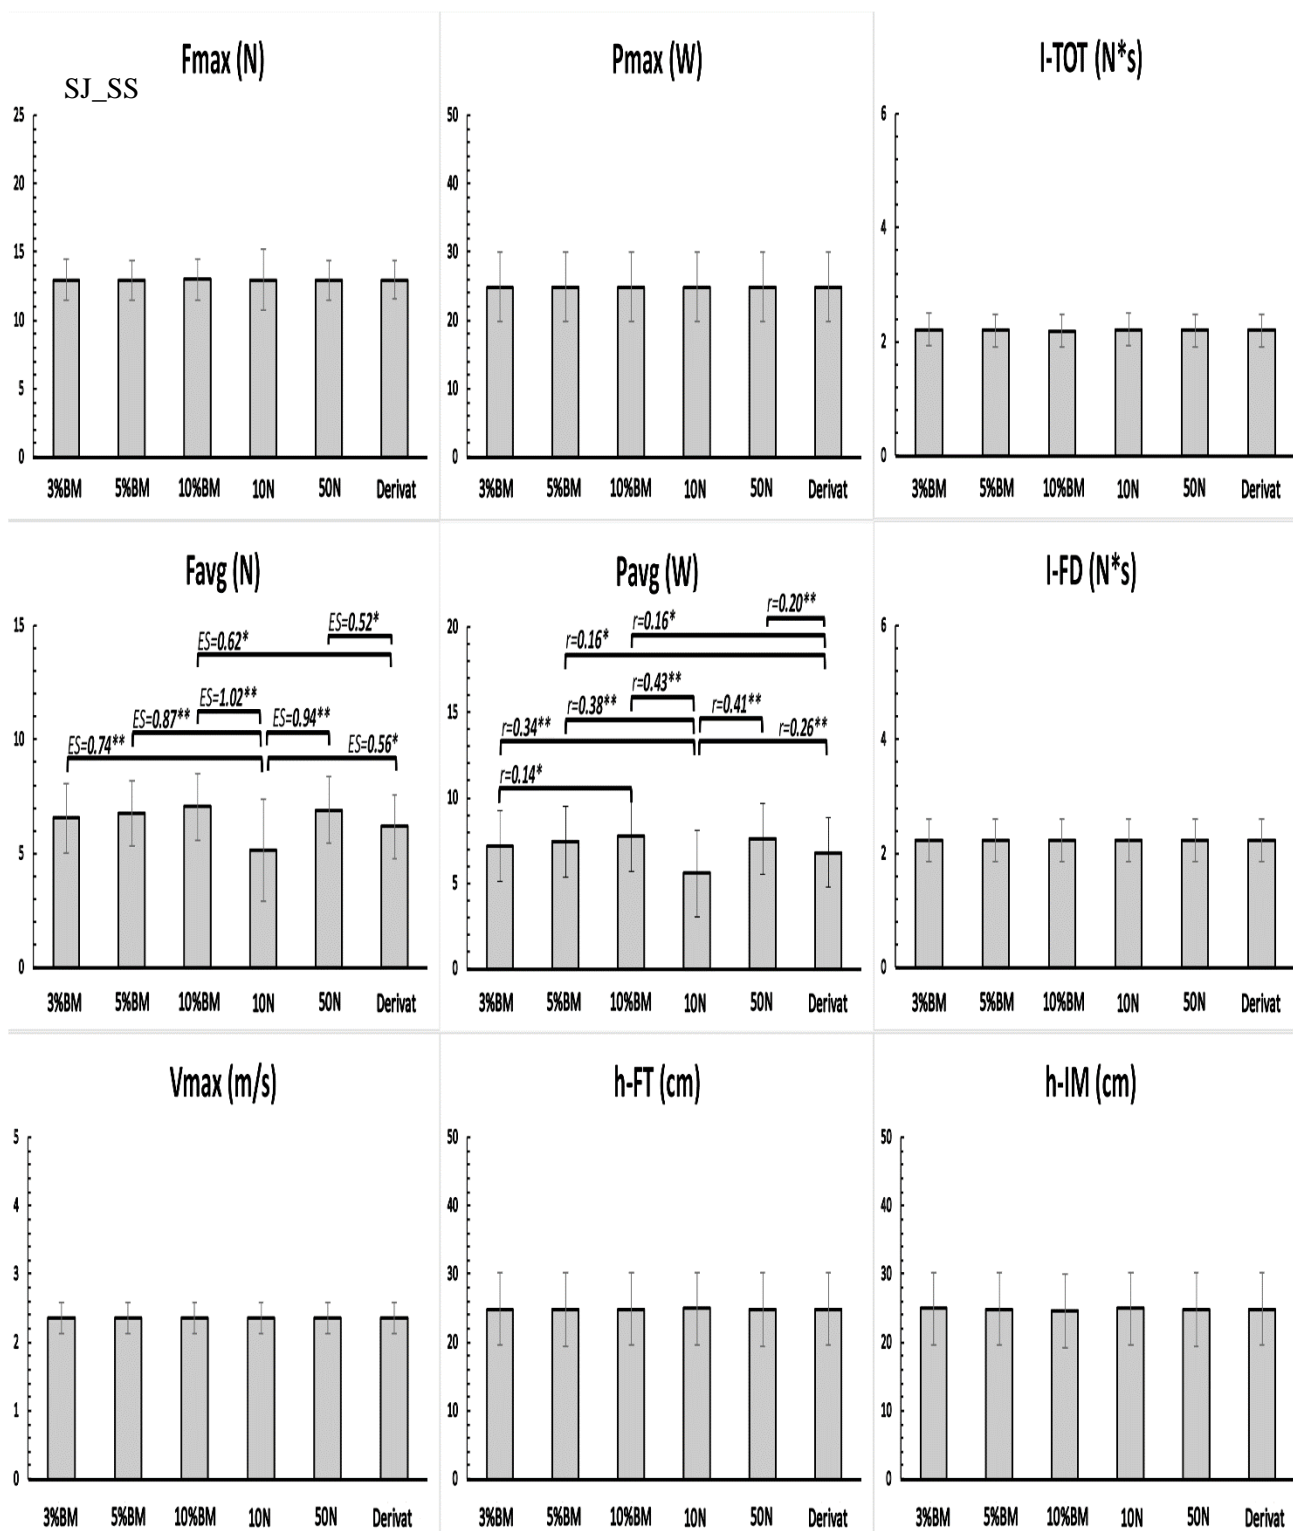 Fmax (N)
SJ_SS
25
20
15
10
5
0
3%BM 5%BM 10%BM 10N 50N Derivat
Pmax (W)
50
40
30
20
10
0
3%BM 5%BM 10%BM 10N 50N Derivat
I-TOT (N*s)
6
4
2
0
3%BM 5%BM 10%BM 10N 50N Derivat
Favg (N)
15
10
5
0
ES=0.52*
ES=0.62*
ES=1.02**
ES=0.87**
ES=0.94**
ES=0.74**
ES=0.56*
3%BM 5%BM 10%BM 10N 50N Derivat
Pavg (W)
20
15
10
5
0
r=0.20**
r=0.16*
r=0.16*
r=0.43**
r=0.38**
r=0.41**
r=0.34**
r=0.26**
r=0.14*
3%BM 5%BM 10%BM 10N 50N Derivat
I-FD (N*s)
6
4
2
0
3%BM 5%BM 10%BM 10N 50N Derivat
Vmax (m/s)
5
4
3
2
1
0
3%BM 5%BM 10%BM 10N 50N Derivat
h-FT (cm)
50
40
30
20
10
0
3%BM 5%BM 10%BM 10N 50N Derivat
h-IM (cm)
50
40
30
20
10
0
3%BM 5%BM 10%BM 10N 50N Derivat